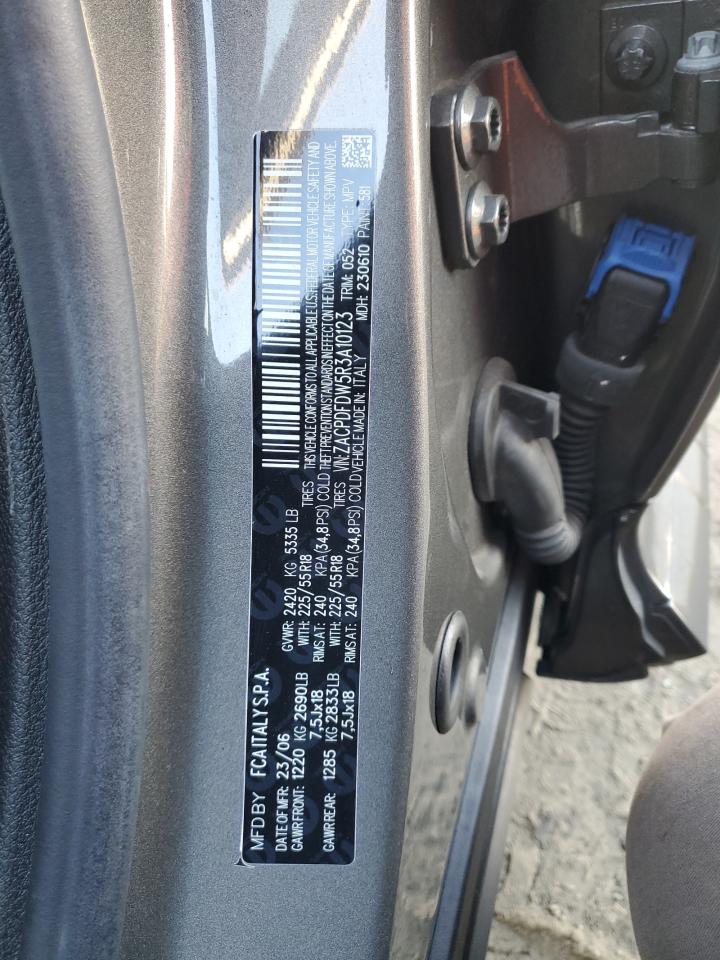 MFD BY FCA ITALY S.P.A.
DATE OF MFR: 23/06 GVWR: 2420 KG 5335 LB
GAWR FRONT: 1220 KG 2690LB WITH: 225/55R18 TIRES THIS VEHICLE CONFORMS TO ALL APPLICABLE U.S. FEDERAL MOTOR VEHICLE SAFETY AND
7,5Jx18 RIMS AT: 240 KPA (34,8PSI) COLD THEFT PREVENTION STANDARDS IN EFFECT ON THE DATE OF MANUFACTURE SHOWN ABOVE.
GAWR REAR: 1285 KG 2833LB WITH: 225/55R18 TIRES VIN:ZACPDFDW5R3A10123 TRIM: 052 TYPE: MPV
7,5Jx18 RIMS AT: 240 KPA (34,8PSI) COLD VEHICLE MADE IN: ITALY MDH: 230610 PAINT: 581